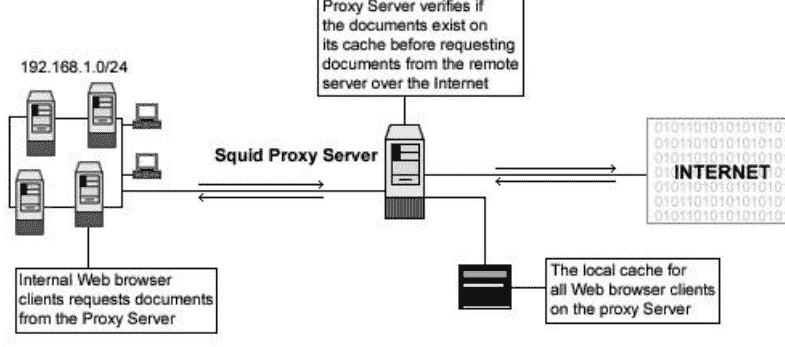 Proxy Server verifies if
the documents exist on
its cache before requesting
documents from the remote
server over the Internet
192.168.1.0/24
Squid Proxy Server
INTERNET
Internal Web browser
clients requests documents
from the Proxy Server
The local cache for
all Web browser clients
on the proxy Server